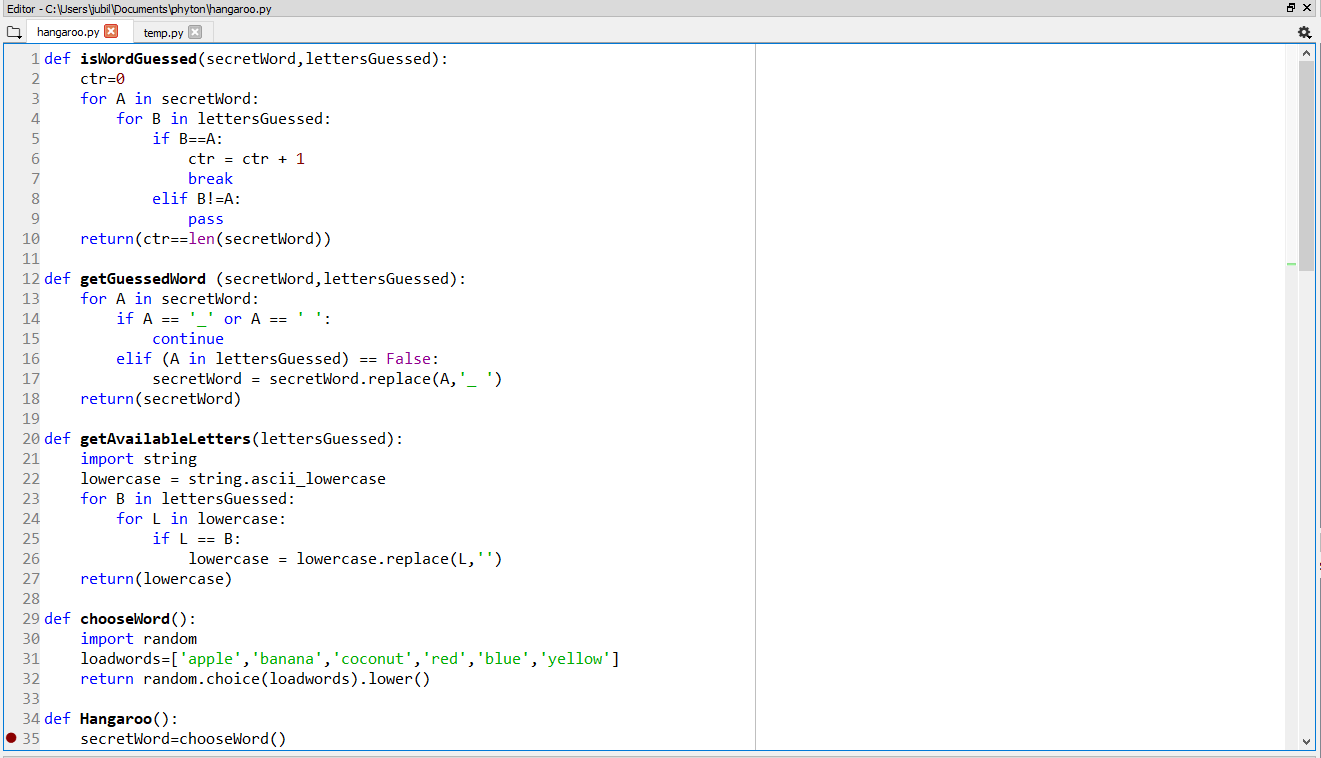 Editor - C:\Users\jubil\Documents\phyton\hangaroo.py
hangaroo.py temp.py
1 def isWordGuessed(secretWord,lettersGuessed):
2     ctr=0
3     for A in secretWord:
4         for B in lettersGuessed:
5             if B==A:
6                 ctr = ctr + 1
7                 break
8             elif B!=A:
9                 pass
10     return(ctr==len(secretWord))
11
12 def getGuessedWord (secretWord,lettersGuessed):
13     for A in secretWord:
14         if A == '_' or A == ' ':
15             continue
16         elif (A in lettersGuessed) == False:
17             secretWord = secretWord.replace(A,'_ ')
18     return(secretWord)
19
20 def getAvailableLetters(lettersGuessed):
21     import string
22     lowercase = string.ascii_lowercase
23     for B in lettersGuessed:
24         for L in lowercase:
25             if L == B:
26                 lowercase = lowercase.replace(L,'')
27     return(lowercase)
28
29 def chooseWord():
30     import random
31     loadwords=['apple','banana','coconut','red','blue','yellow']
32     return random.choice(loadwords).lower()
33
34 def Hangaroo():
35     secretWord=chooseWord()